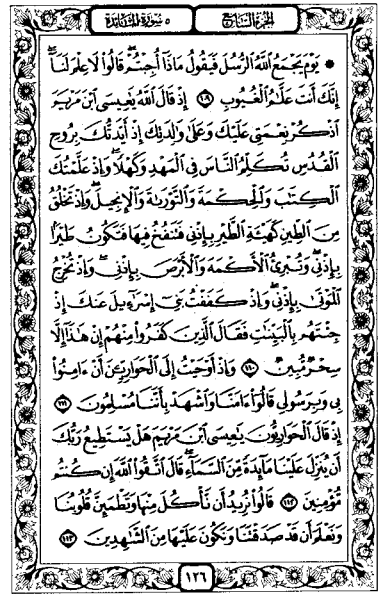 الجزء السابع
٥ سورة المائدة
۞ يَوْمَ يَجْمَعُ ٱللَّهُ ٱلرُّسُلَ فَيَقُولُ مَاذَآ أُجِبْتُمْ ۖ قَالُوا۟ لَا عِلْمَ لَنَآ ۖ
إِنَّكَ أَنتَ عَلَّـٰمُ ٱلْغُيُوبِ ١٠٩ إِذْ قَالَ ٱللَّهُ يَـٰعِيسَى ٱبْنَ مَرْيَمَ
ٱذْكُرْ نِعْمَتِى عَلَيْكَ وَعَلَىٰ وَٰلِدَتِكَ إِذْ أَيَّدتُّكَ بِرُوحِ
ٱلْقُدُسِ تُكَلِّمُ ٱلنَّاسَ فِى ٱلْمَهْدِ وَكَهْلًا ۖ وَإِذْ عَلَّمْتُكَ
ٱلْكِتَـٰبَ وَٱلْحِكْمَةَ وَٱلتَّوْرَىٰةَ وَٱلْإِنجِيلَ ۖ وَإِذْ تَخْلُقُ
مِنَ ٱلطِّينِ كَهَيْـَٔةِ ٱلطَّيْرِ بِإِذْنِى فَتَنفُخُ فِيهَا فَتَكُونُ طَيْرًۢا
بِإِذْنِى ۖ وَتُبْرِئُ ٱلْأَكْمَهَ وَٱلْأَبْرَصَ بِإِذْنِى ۖ وَإِذْ تُخْرِجُ
ٱلْمَوْتَىٰ بِإِذْنِى ۖ وَإِذْ كَفَفْتُ بَنِىٓ إِسْرَٰٓءِيلَ عَنكَ إِذْ
جِئْتَهُم بِٱلْبَيِّنَـٰتِ فَقَالَ ٱلَّذِينَ كَفَرُوا۟ مِنْهُمْ إِنْ هَـٰذَآ إِلَّا
سِحْرٌ مُّبِينٌ ١١٠ وَإِذْ أَوْحَيْتُ إِلَى ٱلْحَوَارِيِّـۧنَ أَنْ ءَامِنُوا۟
بِى وَبِرَسُولِى قَالُوٓا۟ ءَامَنَّا وَٱشْهَدْ بِأَنَّنَا مُسْلِمُونَ ١١١
إِذْ قَالَ ٱلْحَوَارِيُّونَ يَـٰعِيسَى ٱبْنَ مَرْيَمَ هَلْ يَسْتَطِيعُ رَبُّكَ
أَن يُنَزِّلَ عَلَيْنَا مَآئِدَةً مِّنَ ٱلسَّمَآءِ ۖ قَالَ ٱتَّقُوا۟ ٱللَّهَ إِن كُنتُم
مُّؤْمِنِينَ ١١٢ قَالُوا۟ نُرِيدُ أَن نَّأْكُلَ مِنْهَا وَتَطْمَئِنَّ قُلُوبُنَا
وَنَعْلَمَ أَن قَدْ صَدَقْتَنَا وَنَكُونَ عَلَيْهَا مِنَ ٱلشَّـٰهِدِينَ ١١٣
١٢٦